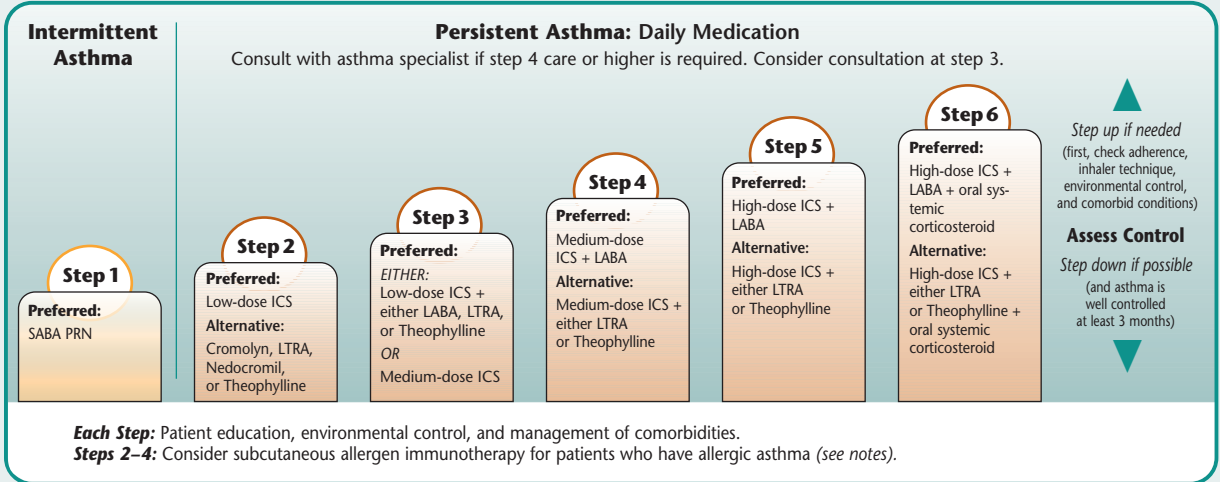 Intermittent
Asthma
Persistent Asthma: Daily Medication
Consult with asthma specialist if step 4 care or higher is required. Consider consultation at step 3.
Step 1
Preferred:
SABA PRN
Step 2
Preferred:
Low-dose ICS
Alternative:
Cromolyn, LTRA,
Nedocromil,
or Theophylline
Step 3
Preferred:
EITHER:
Low-dose ICS +
either LABA, LTRA,
or Theophylline
OR
Medium-dose ICS
Step 4
Preferred:
Medium-dose
ICS + LABA
Alternative:
Medium-dose ICS +
either LTRA
or Theophylline
Step 5
Preferred:
High-dose ICS +
LABA
Alternative:
High-dose ICS +
either LTRA
or Theophylline
Step 6
Preferred:
High-dose ICS +
LABA + oral sys-
temic
corticosteroid
Alternative:
High-dose ICS +
either LTRA
or Theophylline +
oral systemic
corticosteroid
Step up if needed
(first, check adherence,
inhaler technique,
environmental control,
and comorbid conditions)
Assess Control
Step down if possible
(and asthma is
well controlled
at least 3 months)
Each Step: Patient education, environmental control, and management of comorbidities.
Steps 2–4: Consider subcutaneous allergen immunotherapy for patients who have allergic asthma (see notes).